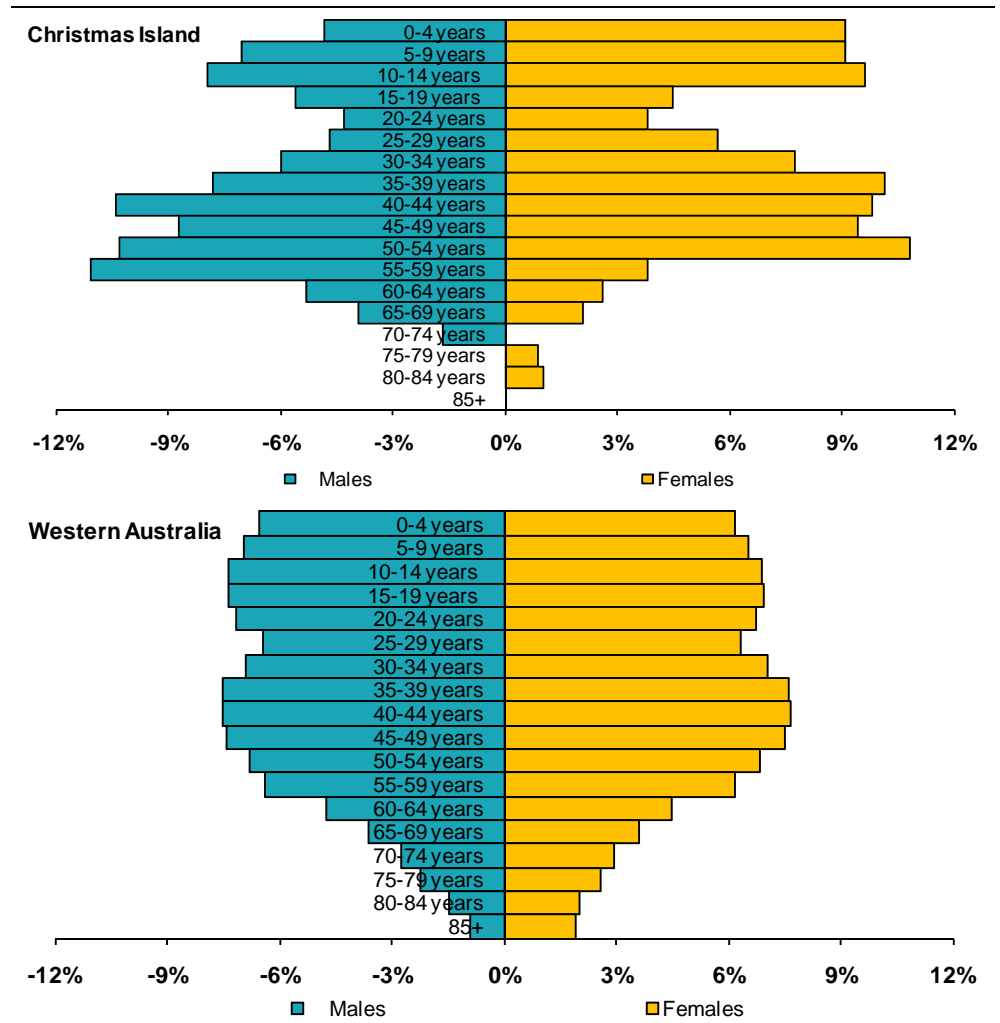 Christmas Island
0-4 years
5-9 years
10-14 years
15-19 years
20-24 years
25-29 years
30-34 years
35-39 years
40-44 years
45-49 years
50-54 years
55-59 years
60-64 years
65-69 years
70-74 years
75-79 years
80-84 years
85+
-12% -9% -6% -3% 0% 3% 6% 9% 12%
Males Females
Western Australia
0-4 years
5-9 years
10-14 years
15-19 years
20-24 years
25-29 years
30-34 years
35-39 years
40-44 years
45-49 years
50-54 years
55-59 years
60-64 years
65-69 years
70-74 years
75-79 years
80-84 years
85+
-12% -9% -6% -3% 0% 3% 6% 9% 12%
Males Females